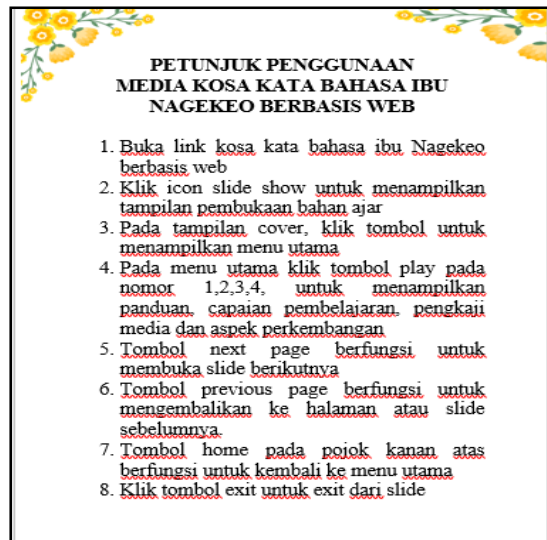 PETUNJUK PENGGUNAAN
MEDIA KOSA KATA BAHASA IBU
NAGEKEO BERBASIS WEB
1. Buka link kosa kata bahasa ibu Nagekeo
berbasis web
2. Klik icon slide show untuk menampilkan
tampilan pembukaan bahan ajar
3. Pada tampilan cover, klik tombol untuk
menampilkan menu utama
4. Pada menu utama klik tombol play pada
nomor 1,2,3,4, untuk menampilkan
panduan, capaian pembelajaran, pengkaji
media dan aspek perkembangan
5. Tombol next page berfungsi untuk
membuka slide berikutnya
6. Tombol previous page berfungsi untuk
mengembalikan ke halaman atau slide
sebelumnya.
7. Tombol home pada pojok kanan atas
berfungsi untuk kembali ke menu utama
8. Klik tombol exit untuk exit dari slide